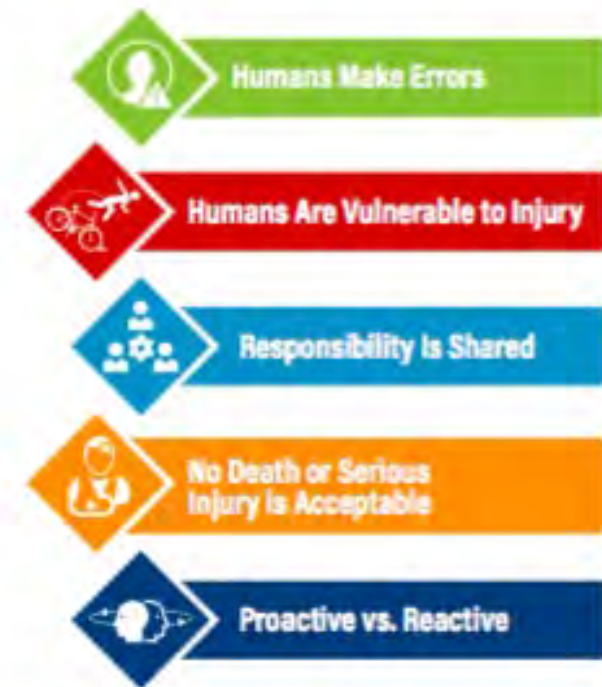 Humans Make Errors
Humans Are Vulnerable to Injury
Responsibility Is Shared
No Death or Serious
Injury is Acceptable
Proactive vs. Reactive